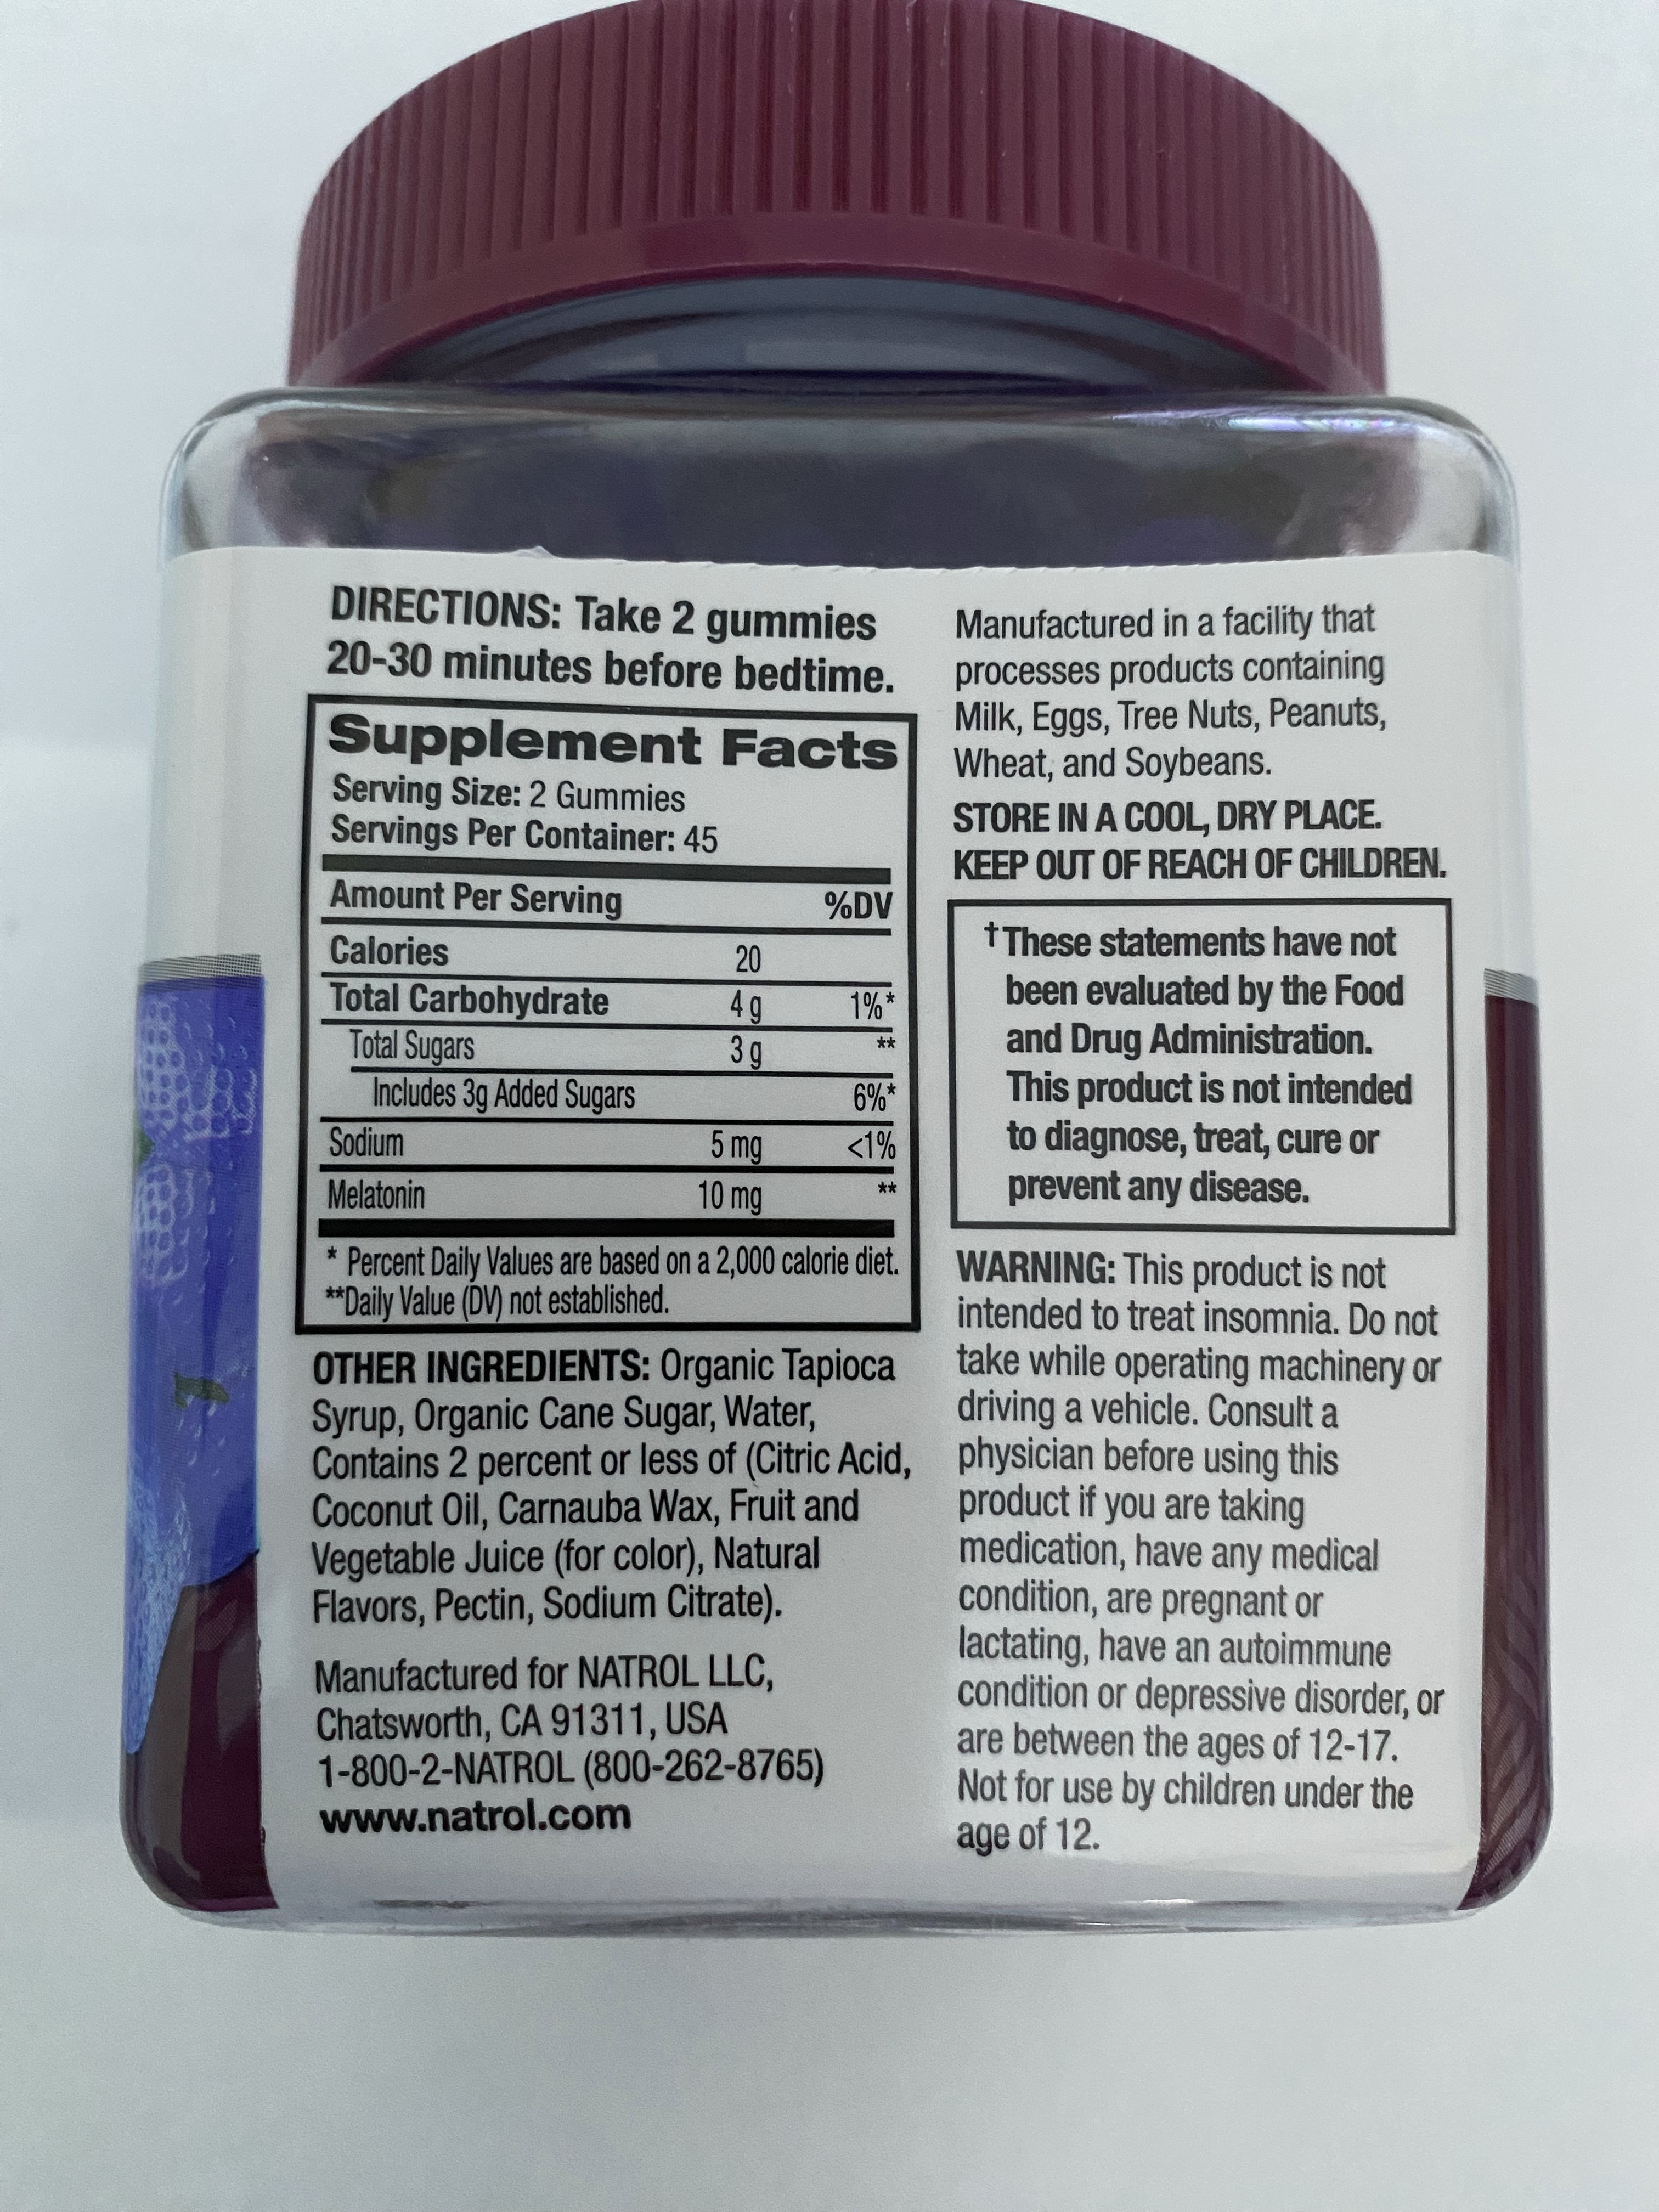 DIRECTIONS: Take 2 gummies
20-30 minutes before bedtime.
Supplement Facts
Serving Size: 2 Gummies
Servings Per Container: 45
Amount Per Serving %DV
Calories 20
Total Carbohydrate 4 g 1%*
Total Sugars 3 g **
Includes 3g Added Sugars 6%*
Sodium 5 mg <1%
Melatonin 10 mg **
* Percent Daily Values are based on a 2,000 calorie diet.
**Daily Value (DV) not established.
OTHER INGREDIENTS: Organic Tapioca
Syrup, Organic Cane Sugar, Water,
Contains 2 percent or less of (Citric Acid,
Coconut Oil, Carnauba Wax, Fruit and
Vegetable Juice (for color), Natural
Flavors, Pectin, Sodium Citrate).
Manufactured for NATROL LLC,
Chatsworth, CA 91311, USA
1-800-2-NATROL (800-262-8765)
www.natrol.com
Manufactured in a facility that
processes products containing
Milk, Eggs, Tree Nuts, Peanuts,
Wheat, and Soybeans.
STORE IN A COOL, DRY PLACE.
KEEP OUT OF REACH OF CHILDREN.
†These statements have not
been evaluated by the Food
and Drug Administration.
This product is not intended
to diagnose, treat, cure or
prevent any disease.
WARNING: This product is not
intended to treat insomnia. Do not
take while operating machinery or
driving a vehicle. Consult a
physician before using this
product if you are taking
medication, have any medical
condition, are pregnant or
lactating, have an autoimmune
condition or depressive disorder, or
are between the ages of 12-17.
Not for use by children under the
age of 12.